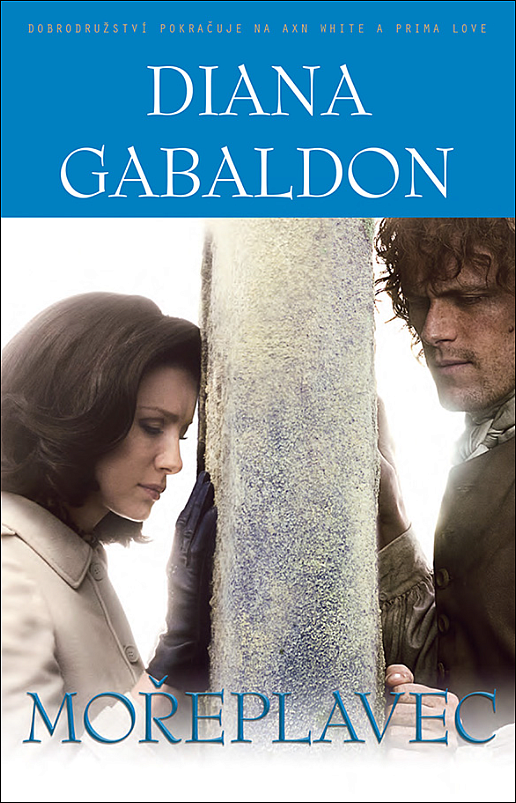 DOBRODRUŽSTVÍ POKRAČUJE NA AXN WHITE A PRIMA LOVE
DIANA
GABALDON
MOŘEPLAVEC